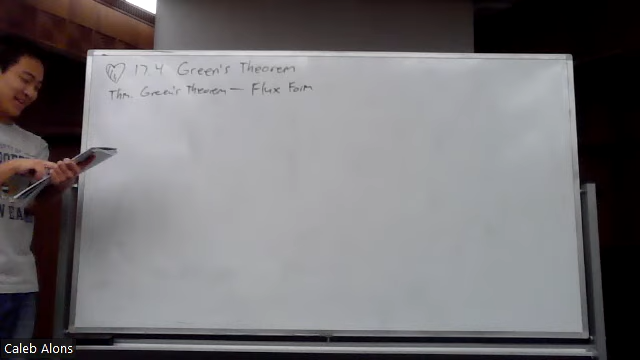 17.4 Green's Theorem
Thm. Green's Theorem — Flux Form
Caleb Alons